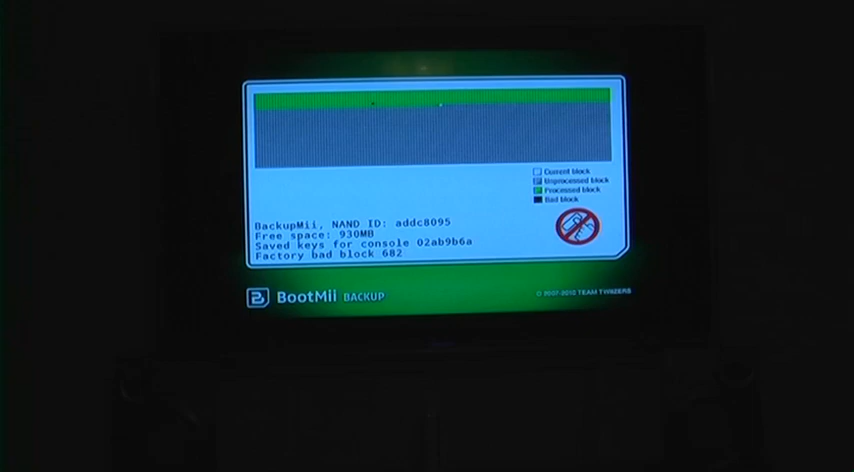 Current block
Unprocessed block
Processed block
Bad block
BackupMii, NAND ID: addc8095
Free space: 930MB
Saved keys for console 02ab9b6a
Factory bad block 682
BootMii BACKUP
© 2007-2010 TEAM TWIIZERS